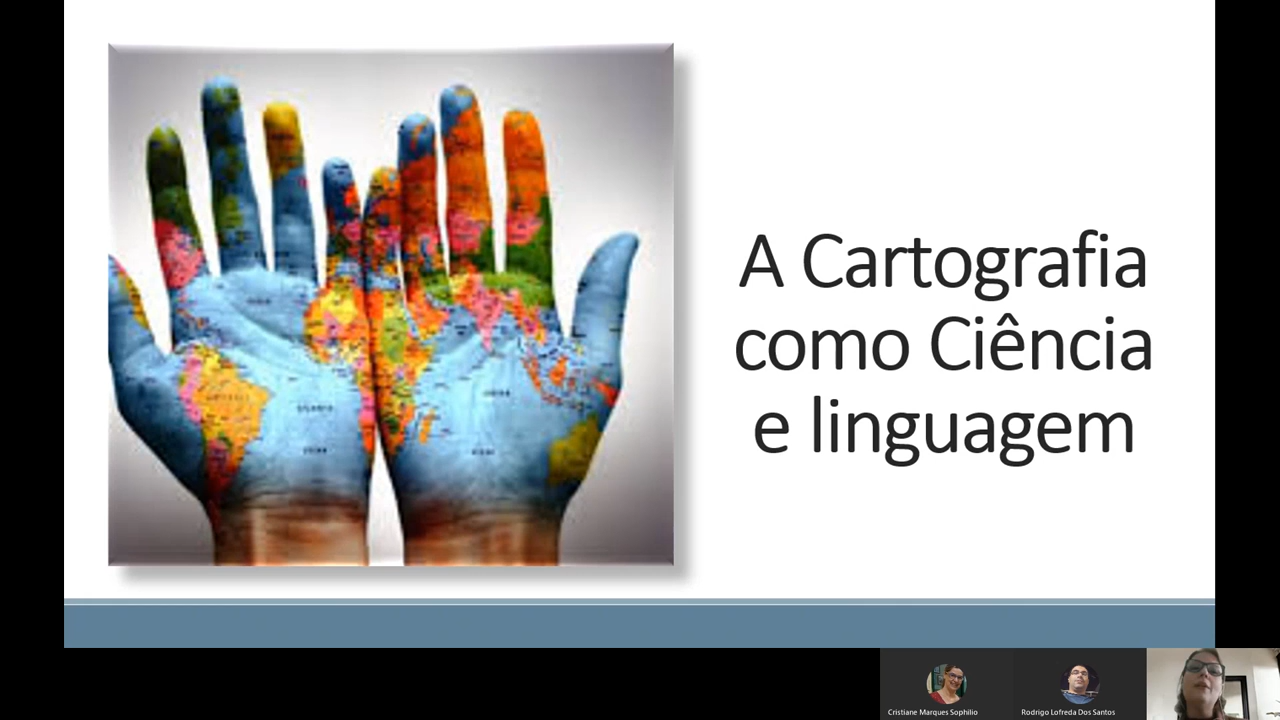 A Cartografia
como Ciência
e linguagem
Cristiane Marques Sophilio
Rodrigo Lofreda Dos Santos